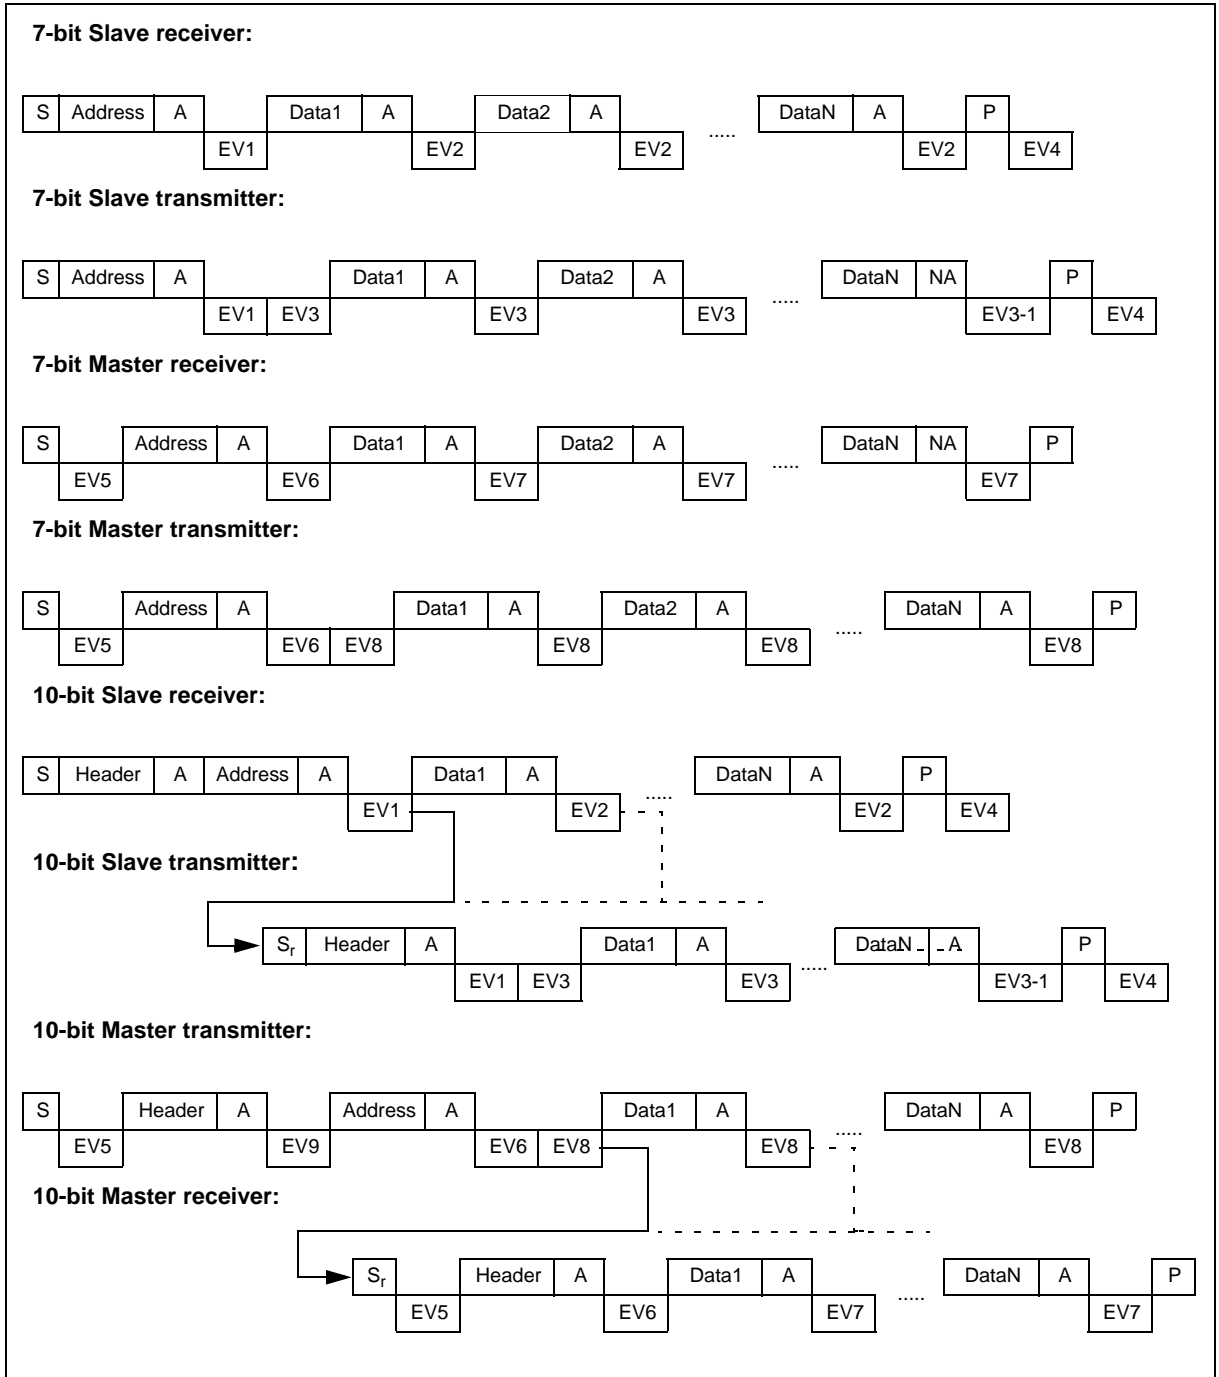 7-bit Slave receiver:
S Address A Data1 A Data2 A ..... DataN A P
EV1 EV2 EV2 EV2 EV4
7-bit Slave transmitter:
S Address A Data1 A Data2 A ..... DataN NA P
EV1 EV3 EV3 EV3 EV3-1 EV4
7-bit Master receiver:
S Address A Data1 A Data2 A ..... DataN NA P
EV5 EV6 EV7 EV7 EV7
7-bit Master transmitter:
S Address A Data1 A Data2 A ..... DataN A P
EV5 EV6 EV8 EV8 EV8 EV8
10-bit Slave receiver:
S Header A Address A Data1 A ..... DataN A P
EV1 EV2 EV2 EV4
10-bit Slave transmitter:
Sr Header A Data1 A ..... DataN A P
EV1 EV3 EV3 EV3-1 EV4
10-bit Master transmitter:
S Header A Address A Data1 A ..... DataN A P
EV5 EV9 EV6 EV8 EV8 EV8
10-bit Master receiver:
Sr Header A Data1 A ..... DataN A P
EV5 EV6 EV7 EV7